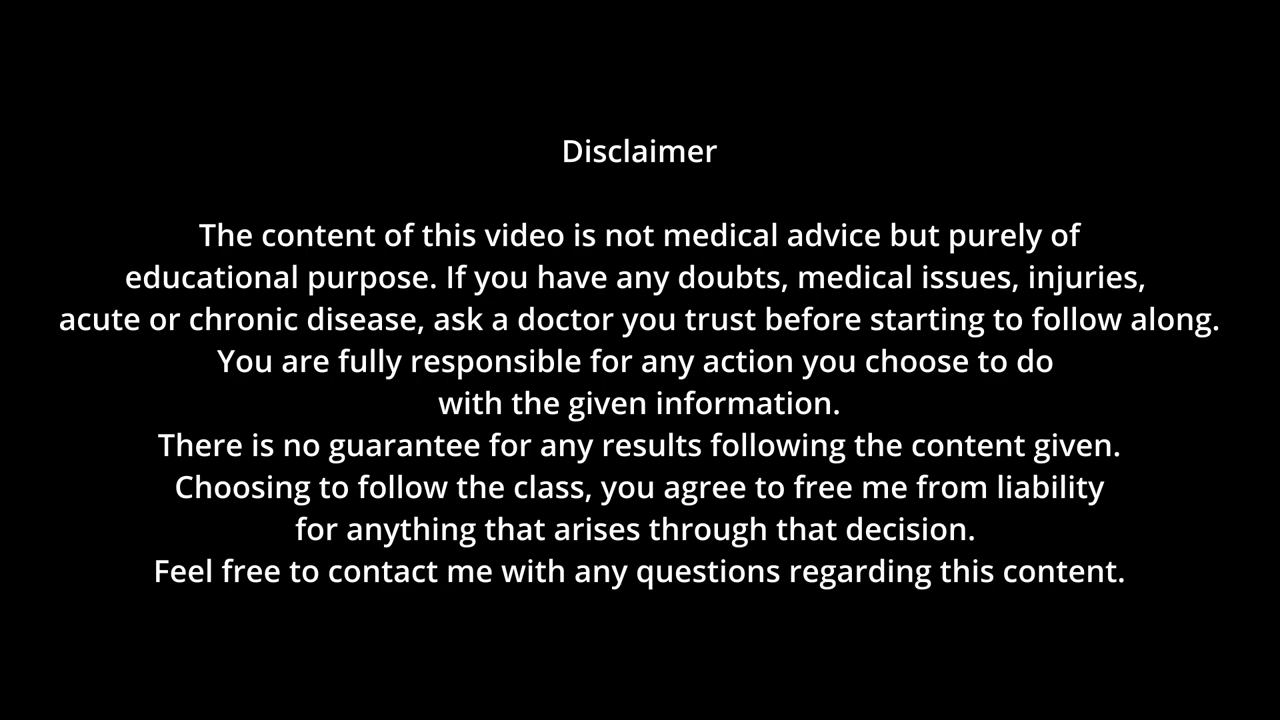 Disclaimer
The content of this video is not medical advice but purely of
educational purpose. If you have any doubts, medical issues, injuries,
acute or chronic disease, ask a doctor you trust before starting to follow along.
You are fully responsible for any action you choose to do
with the given information.
There is no guarantee for any results following the content given.
Choosing to follow the class, you agree to free me from liability
for anything that arises through that decision.
Feel free to contact me with any questions regarding this content.